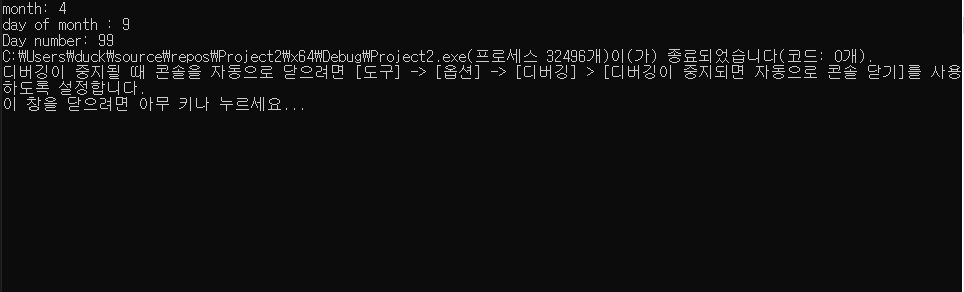 month: 4
day of month : 9
Day number: 99
C:₩Users₩duck₩source₩repos₩Project2₩x64₩Debug₩Project2.exe(프로세스 32496개)이(가) 종료되었습니다(코드: 0개).
디버깅이 중지될 때 콘솔을 자동으로 닫으려면 [도구] -> [옵션] -> [디버깅] > [디버깅이 중지되면 자동으로 콘솔 닫기]를 사용
하도록 설정합니다.
이 창을 닫으려면 아무 키나 누르세요...